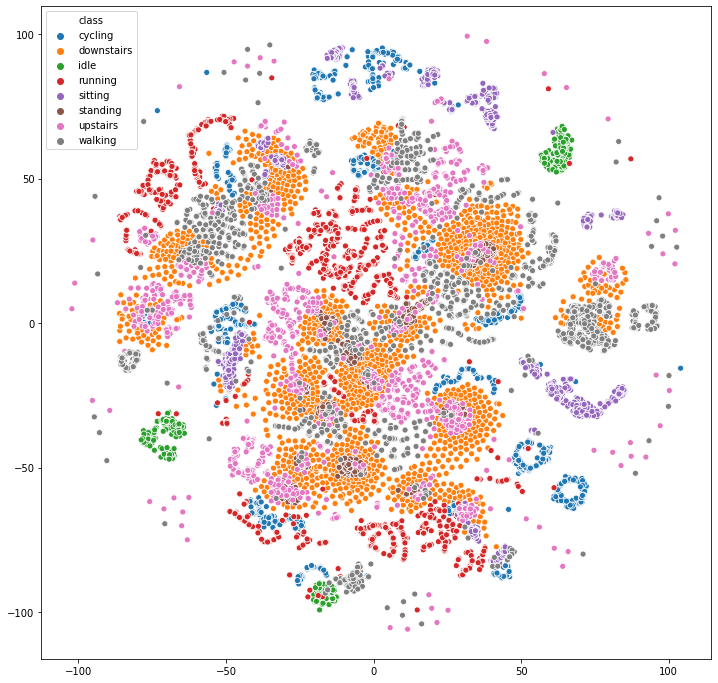 class
cycling
downstairs
idle
running
sitting
standing
upstairs
walking
100
50
0
−50
−100
−100
−50
0
50
100